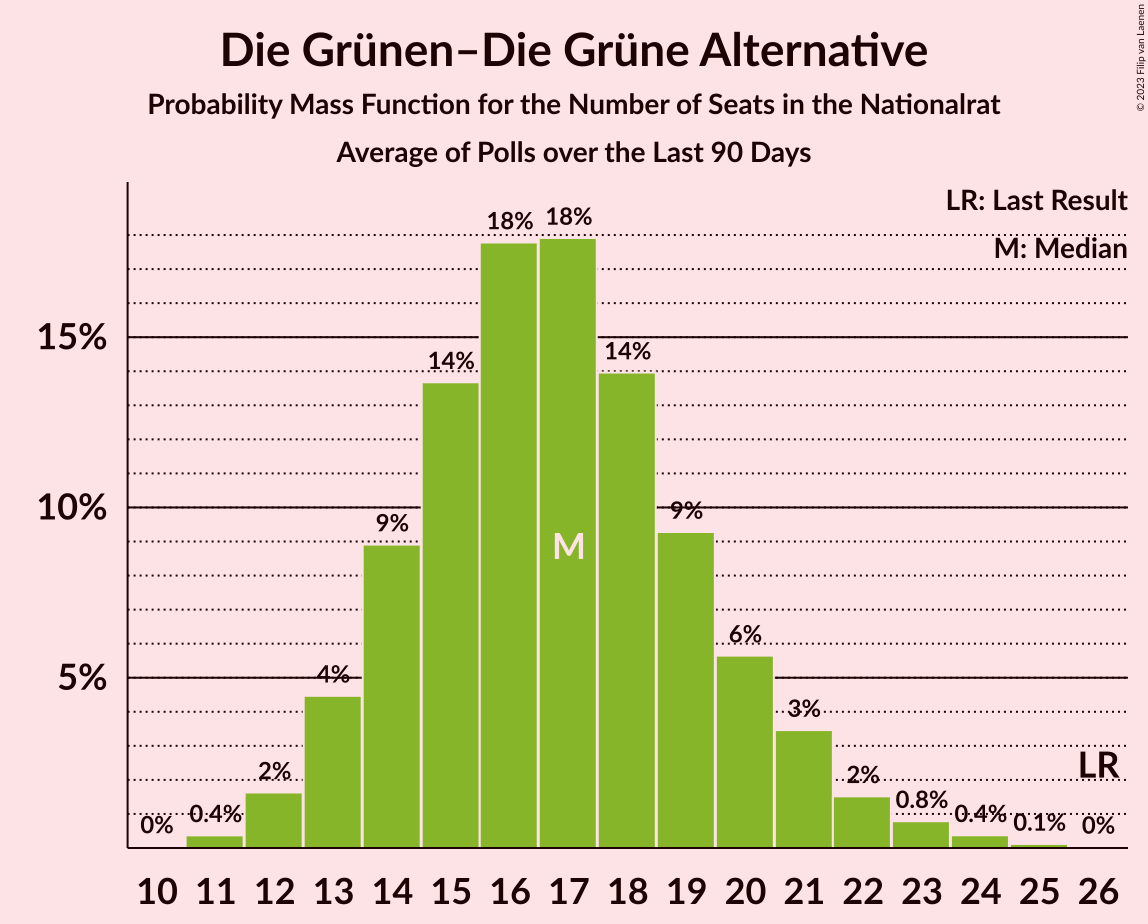 Die Grünen–Die Grüne Alternative
Probability Mass Function for the Number of Seats in the Nationalrat
Average of Polls over the Last 90 Days
© 2023 Filip van Laenen
LR: Last Result
M: Median
18% 18%
15%
14% 14%
10%
9% 9%
M
6%
5%
4% 3%
LR
2% 2%
0% 0.4% 0.8% 0.4% 0.1% 0%
10 11 12 13 14 15 16 17 18 19 20 21 22 23 24 25 26